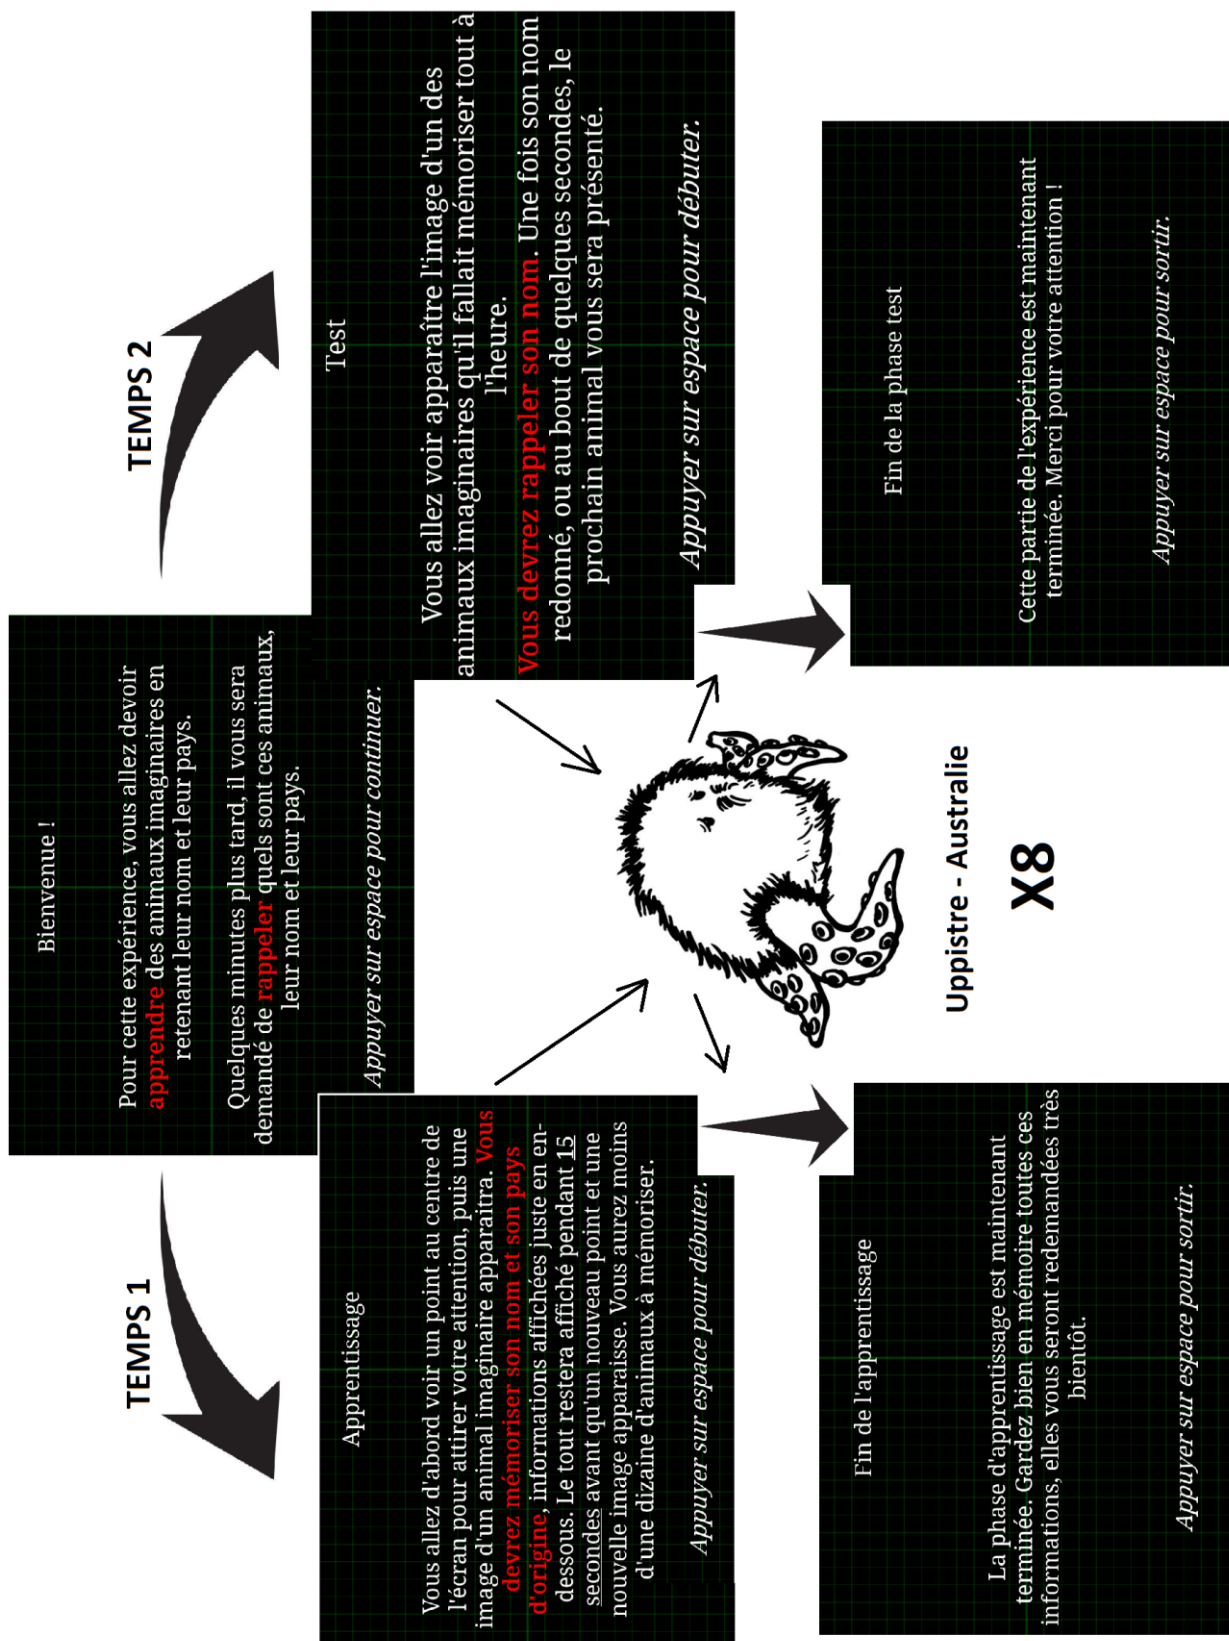 Bienvenue !
Pour cette expérience, vous allez devoir
apprendre des animaux imaginaires en
retenant leur nom et leur pays.
Quelques minutes plus tard, il vous sera
demandé de rappeler quels sont ces animaux,
leur nom et leur pays.
Appuyer sur espace pour continuer.
TEMPS 1
Apprentissage
Vous allez d'abord voir un point au centre de
l'écran pour attirer votre attention, puis une
image d'un animal imaginaire apparaitra. Vous
devrez mémoriser son nom et son pays
d'origine, informations affichées juste en en-
dessous. Le tout restera affiché pendant 15
secondes avant qu'un nouveau point et une
nouvelle image apparaisse. Vous aurez moins
d'une dizaine d'animaux à mémoriser.
Appuyer sur espace pour débuter.
Fin de l'apprentissage
La phase d'apprentissage est maintenant
terminée. Gardez bien en mémoire toutes ces
informations, elles vous seront redemandées très
bientôt.
Appuyer sur espace pour sortir.
Uppistre - Australie
X8
TEMPS 2
Test
Vous allez voir apparaître l'image d'un des
animaux imaginaires qu'il fallait mémoriser tout à
l'heure.
Vous devrez rappeler son nom. Une fois son nom
redonné, ou au bout de quelques secondes, le
prochain animal vous sera présenté.
Appuyer sur espace pour débuter.
Fin de la phase test
Cette partie de l'expérience est maintenant
terminée. Merci pour votre attention !
Appuyer sur espace pour sortir.